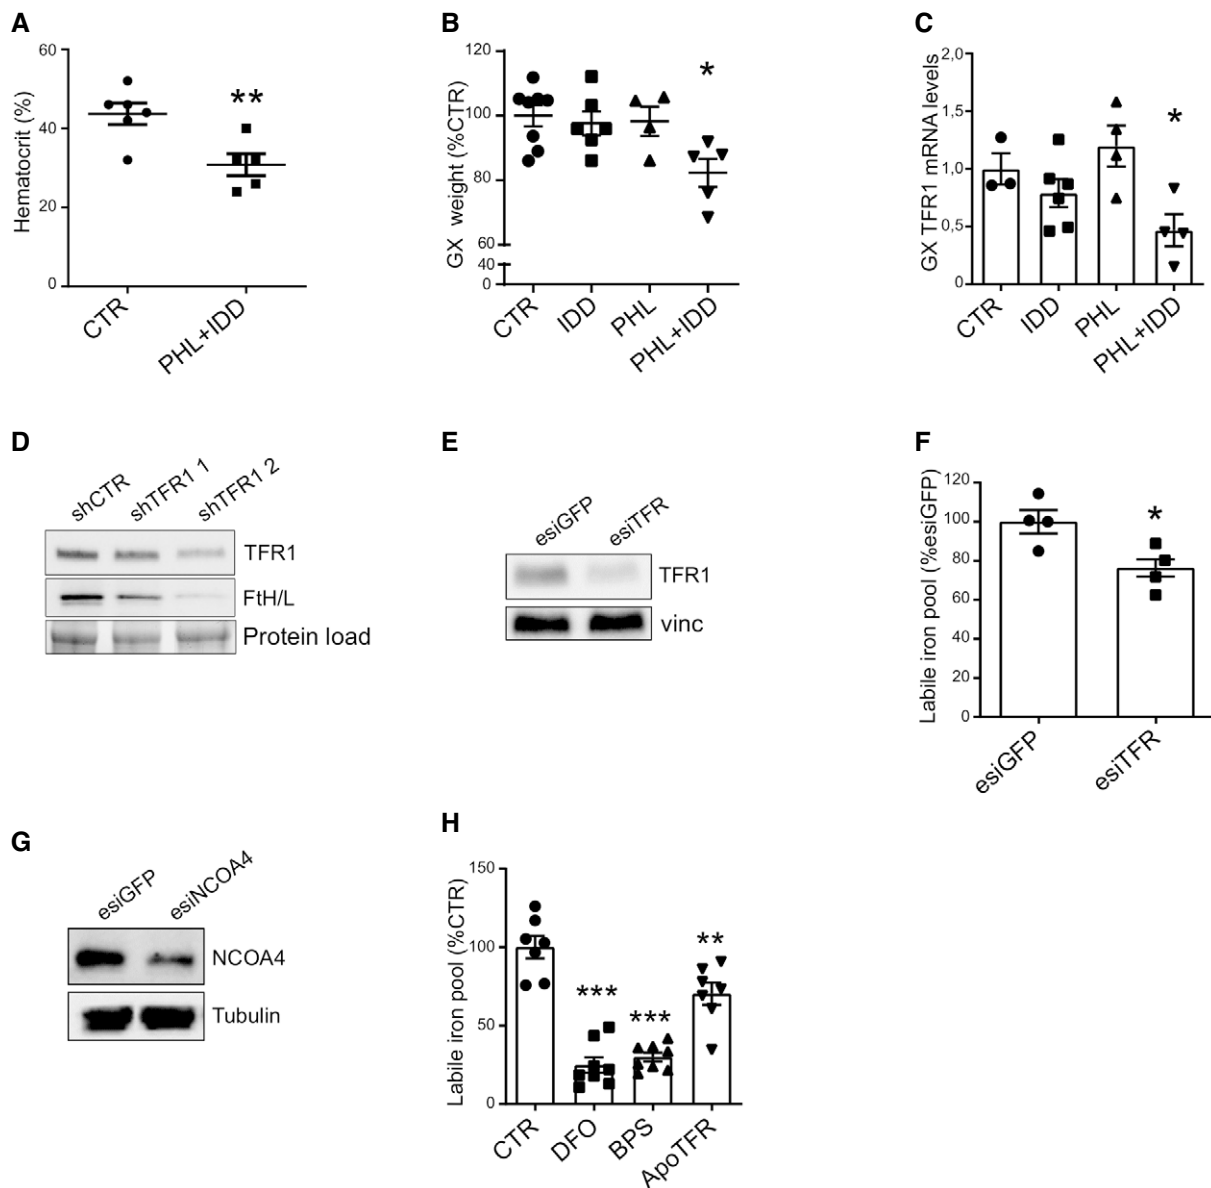 A
Hematocrit (%)
60
40
20
0
**
CTR
PHL+IDD
B
GX weight (%CTR)
120
100
80
60
40
0
*
CTR
IDD
PHL
PHL+IDD
C
GX TFR1 mRNA levels
2,0
1,5
1,0
0,5
0
*
CTR
IDD
PHL
PHL+IDD
D
shCTR
shTFR1 1
shTFR1 2
TFR1
FtH/L
Protein load
E
esiGFP
esiTFR
TFR1
vinc
F
Labile iron pool (%esiGFP)
120
100
80
60
40
20
0
*
esiGFP
esiTFR
G
esiGFP
esiNCOA4
NCOA4
Tubulin
H
Labile iron pool (%CTR)
150
100
50
0
***
***
**
CTR
DFO
BPS
ApoTFR